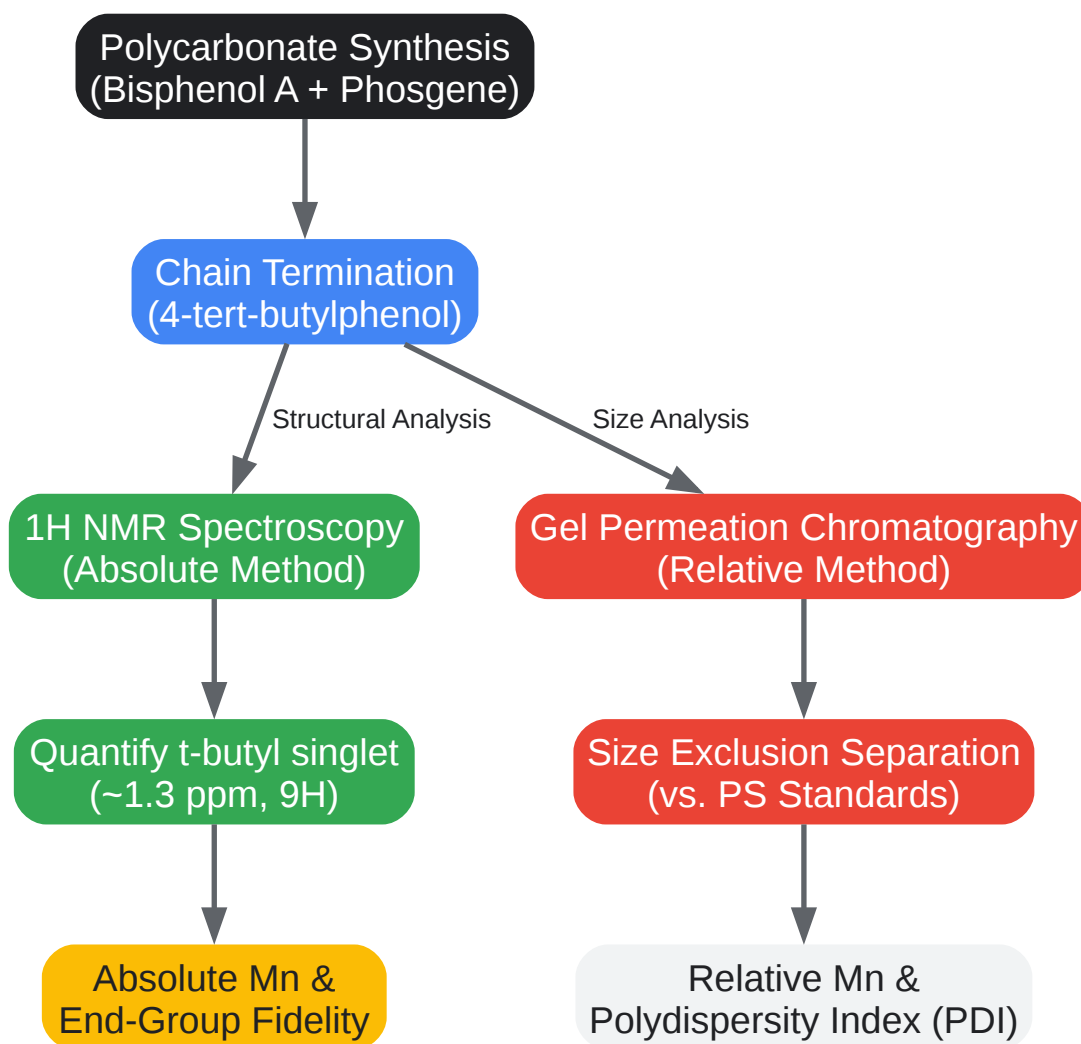 Polycarbonate Synthesis
(Bisphenol A + Phosgene)
Chain Termination
(4-tert-butylphenol)
Structural Analysis
Size Analysis
1H NMR Spectroscopy
(Absolute Method)
Gel Permeation Chromatography
(Relative Method)
Quantify t-butyl singlet
(~1.3 ppm, 9H)
Size Exclusion Separation
(vs. PS Standards)
Absolute Mn &
End-Group Fidelity
Relative Mn &
Polydispersity Index (PDI)